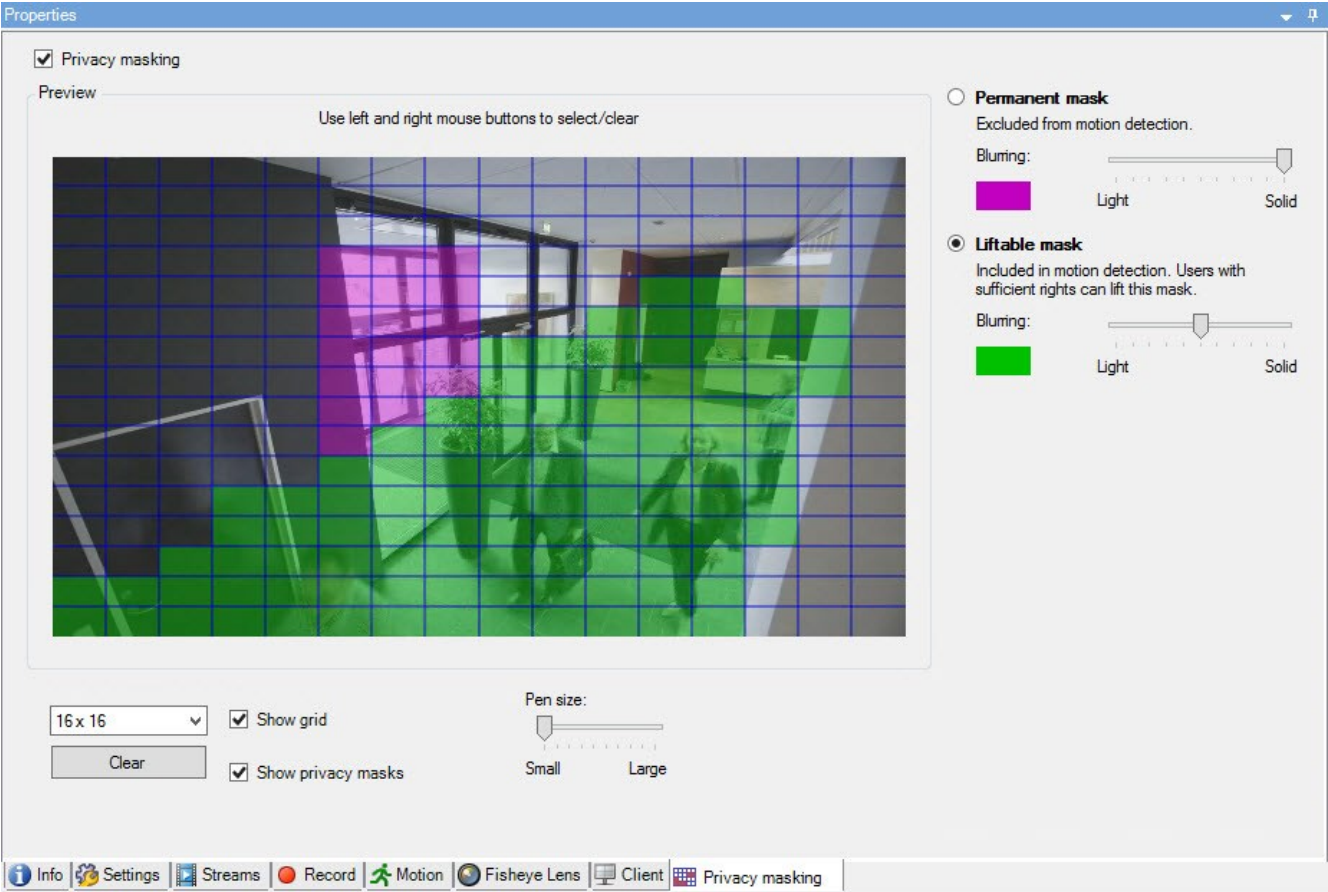 Properties
Privacy masking
Preview
Use left and right mouse buttons to select/clear
Permanent mask
Excluded from motion detection.
Blurring:
Light Solid
Liftable mask
Included in motion detection. Users with
sufficient rights can lift this mask.
Blurring:
Light Solid
16 x 16
Show grid
Clear
Show privacy masks
Pen size:
Small Large
Info Settings Streams Record Motion Fisheye Lens Client Privacy masking